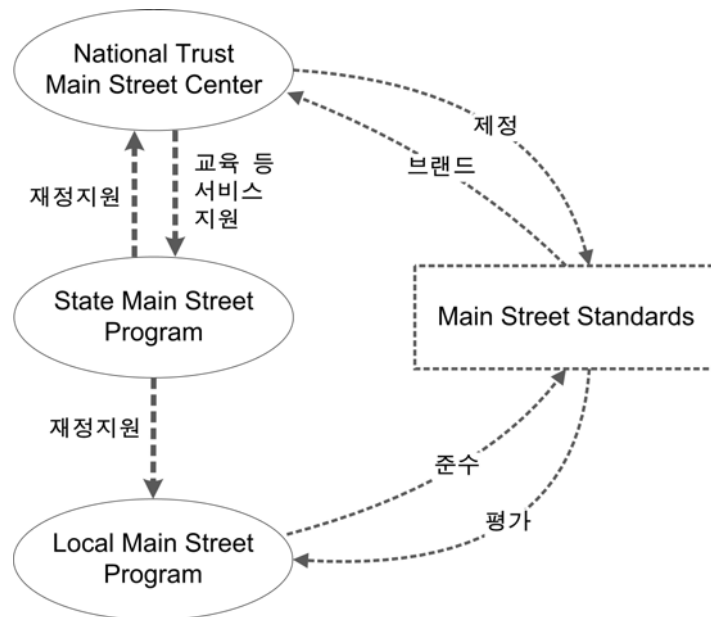 National Trust
Main Street Center
제정
브랜드
교육 등
서비스
지원
재정지원
State Main Street
Program
Main Street Standards
재정지원
준수
평가
Local Main Street
Program